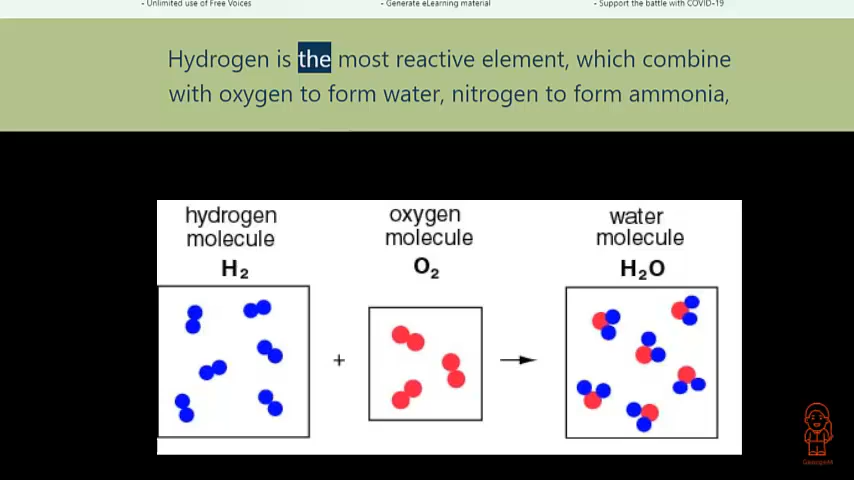 - Unlimited use of Free Voices - Generate eLearning material - Support the battle with COVID-19
Hydrogen is the most reactive element, which combine
with oxygen to form water, nitrogen to form ammonia,
hydrogen oxygen water
molecule molecule molecule
H₂ O₂ H₂O
+